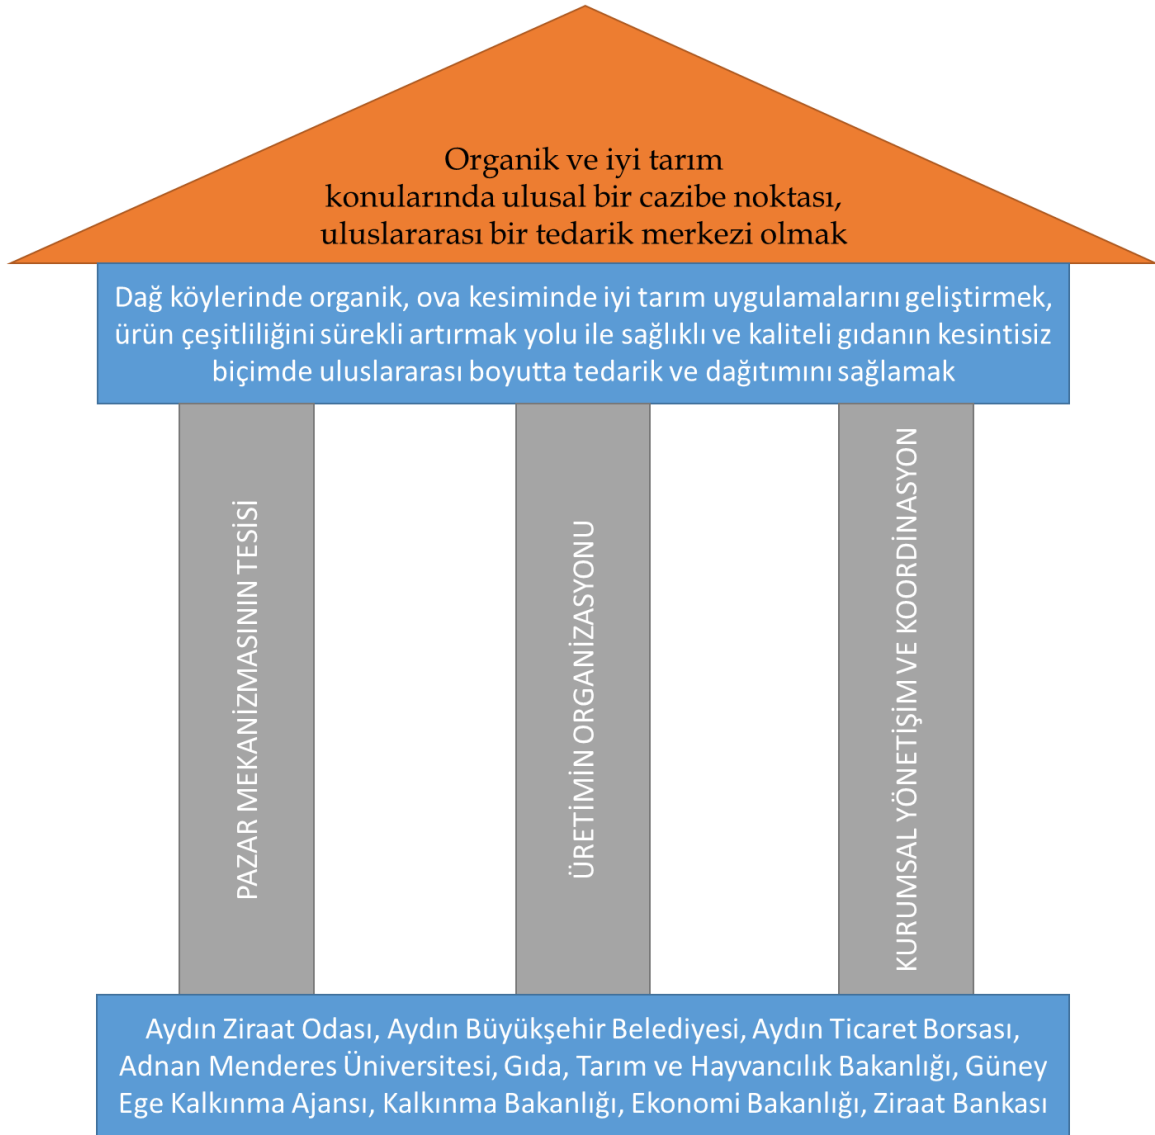 Organik ve iyi tarım
konularında ulusal bir cazibe noktası,
uluslararası bir tedarik merkezi olmak
Dağ köylerinde organik, ova kesiminde iyi tarım uygulamalarını geliştirmek,
ürün çeşitliliğini sürekli artırmak yolu ile sağlıklı ve kaliteli gıdanın kesintisiz
biçimde uluslararası boyutta tedarik ve dağıtımını sağlamak
PAZAR MEKANİZMASININ TESİSİ
ÜRETİMİN ORGANİZASYONU
KURUMSAL YÖNETİŞİM VE KOORDİNASYON
Aydın Ziraat Odası, Aydın Büyükşehir Belediyesi, Aydın Ticaret Borsası,
Adnan Menderes Üniversitesi, Gıda, Tarım ve Hayvancılık Bakanlığı, Güney
Ege Kalkınma Ajansı, Kalkınma Bakanlığı, Ekonomi Bakanlığı, Ziraat Bankası